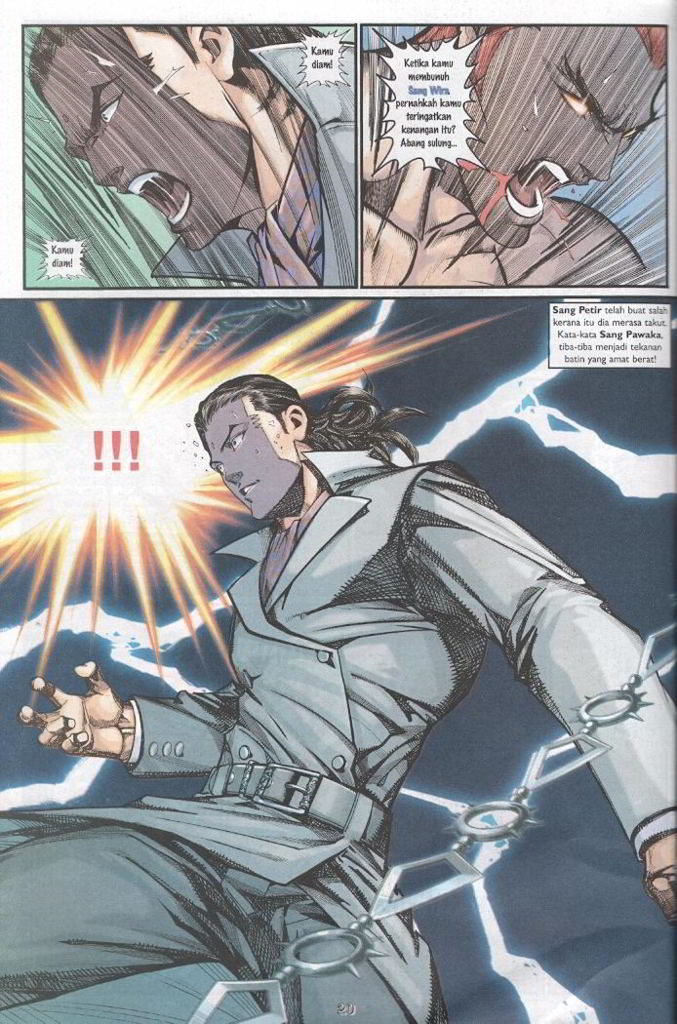 Kamu
diam!
Kamu
diam!
Ketika kamu
membunuh
Sang Wira
pernahkah kamu
teringatkan
kenangan itu?
Abang sulung...
Sang Petir telah buat salah
kerana itu dia merasa takut.
Kata-kata Sang Pawaka,
tiba-tiba menjadi tekanan
batin yang amat berat!
!!!
20